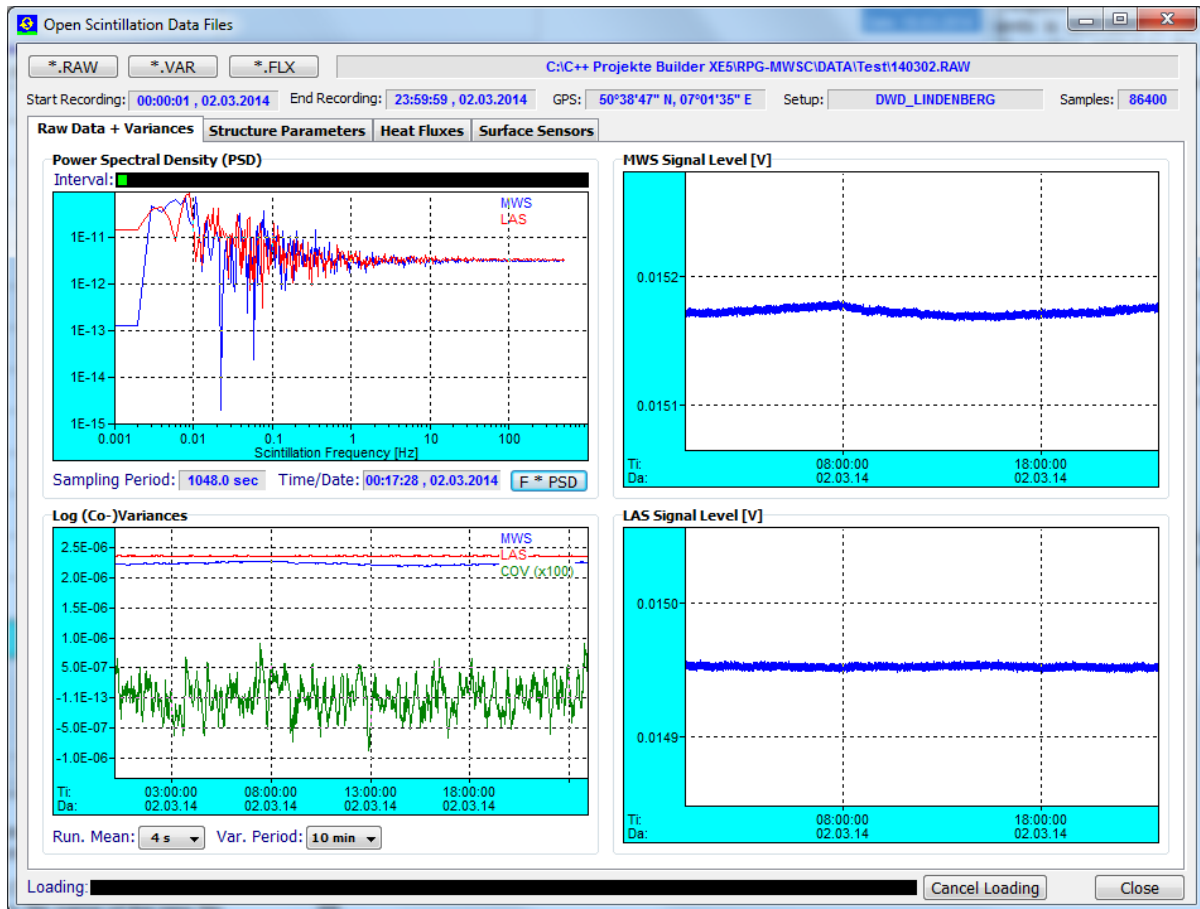 Open Scintillation Data Files
*.RAW *.VAR *.FLX C:\C++ Projekte Builder XE5\RPG-MWSC\DATA\Test\140302.RAW
Start Recording: 00:00:01 , 02.03.2014 End Recording: 23:59:59 , 02.03.2014 GPS: 50°38'47" N, 07°01'35" E Setup: DWD_LINDENBERG Samples: 86400
Raw Data + Variances Structure Parameters Heat Fluxes Surface Sensors
Power Spectral Density (PSD)
Interval:
MWS
LAS
1E-11
1E-12
1E-13
1E-14
1E-15
0.001 0.01 0.1 1 10 100
Scintillation Frequency [Hz]
Sampling Period: 1048.0 sec Time/Date: 00:17:28 , 02.03.2014 F * PSD
MWS Signal Level [V]
0.0152
0.0151
Ti: 08:00:00 18:00:00
Da: 02.03.14 02.03.14
Log (Co-)Variances
MWS
LAS
COV (x100)
2.5E-06
2.0E-06
1.5E-06
1.0E-06
5.0E-07
-1.1E-13
-5.0E-07
-1.0E-06
Ti: 03:00:00 08:00:00 13:00:00 18:00:00
Da: 02.03.14 02.03.14 02.03.14 02.03.14
Run. Mean: 4 s Var. Period: 10 min
LAS Signal Level [V]
0.0150
0.0149
Ti: 08:00:00 18:00:00
Da: 02.03.14 02.03.14
Loading: Cancel Loading Close